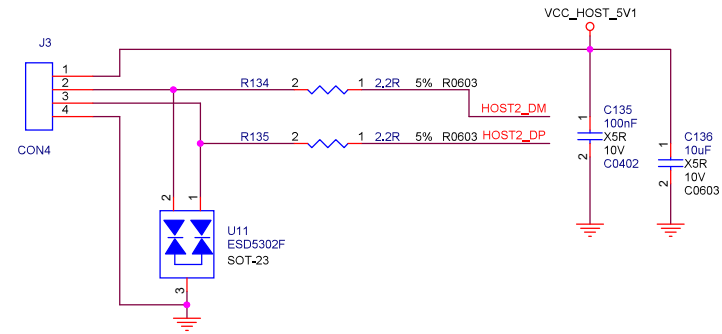 VCC_HOST_5V1
J3
1
2
3
4
CON4
R134 2 1 2.2R 5% R0603
HOST2_DM
R135 2 1 2.2R 5% R0603 HOST2_DP
1
C135
100nF
X5R
10V
C0402
2
1
C136
10uF
X5R
10V
C0603
2
2 1
U11
ESD5302F
SOT-23
3